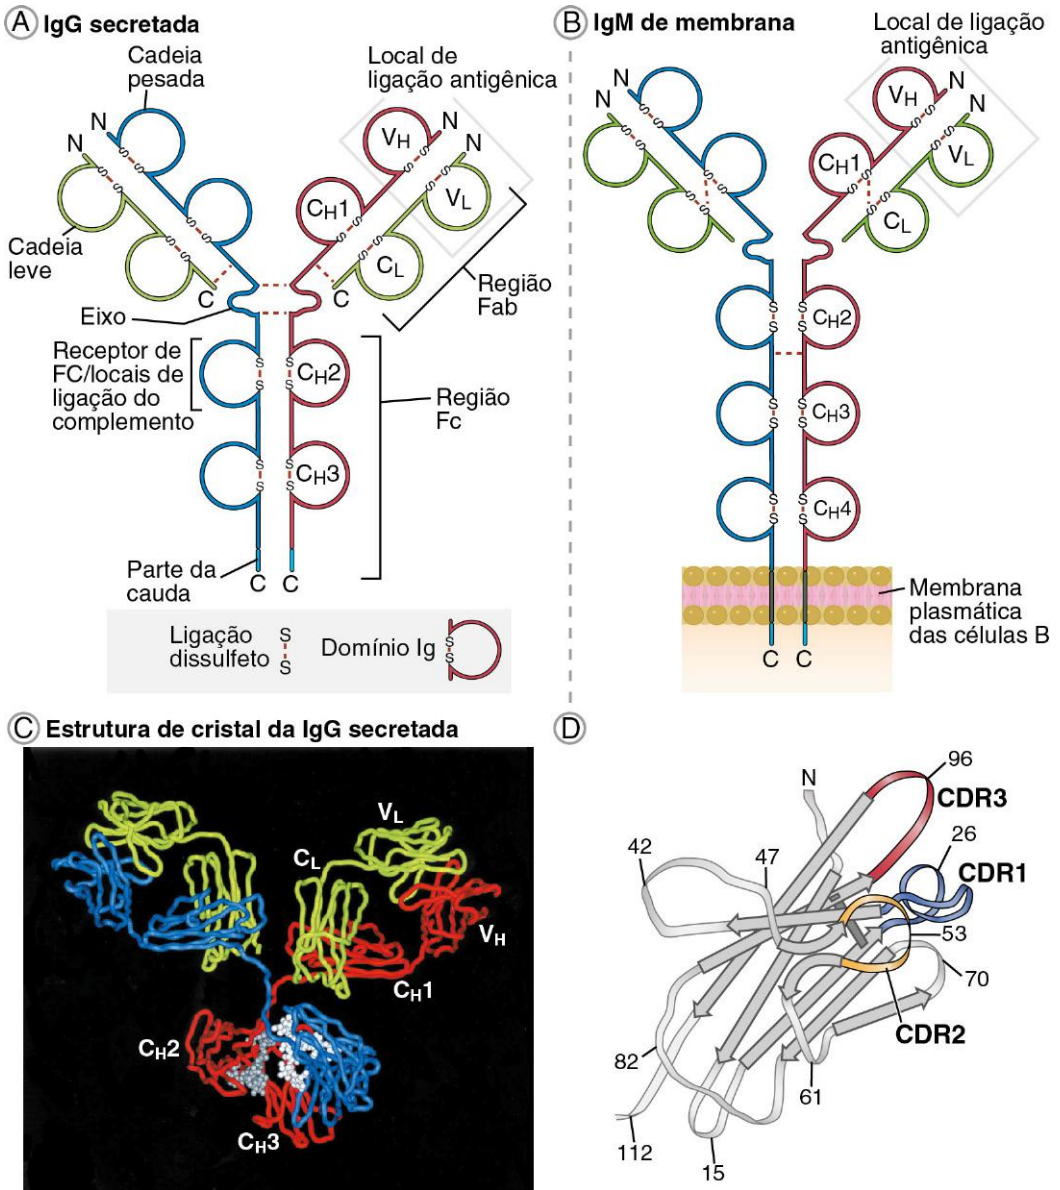 A IgG secretada
Cadeia
pesada
Local de
ligação antigênica
N
N
N
N
VH
VL
CH1
CL
Cadeia
leve
C
C
Eixo
Região
Fab
Receptor de
FC/locais de
ligação do
complemento
CH2
CH3
Região
Fc
Parte da
cauda
C C
Ligação
dissulfeto
S
S
Domínio Ig
S
S
B IgM de membrana
Local de ligação
antigênica
N
N
N
N
VH
VL
CH1
CL
CH2
CH3
CH4
Membrana
plasmática
das células B
C C
C Estrutura de cristal da IgG secretada
VL
CL
VH
CH1
CH2
CH3
D
N
96
CDR3
26
CDR1
42
47
53
70
CDR2
82
61
112
15